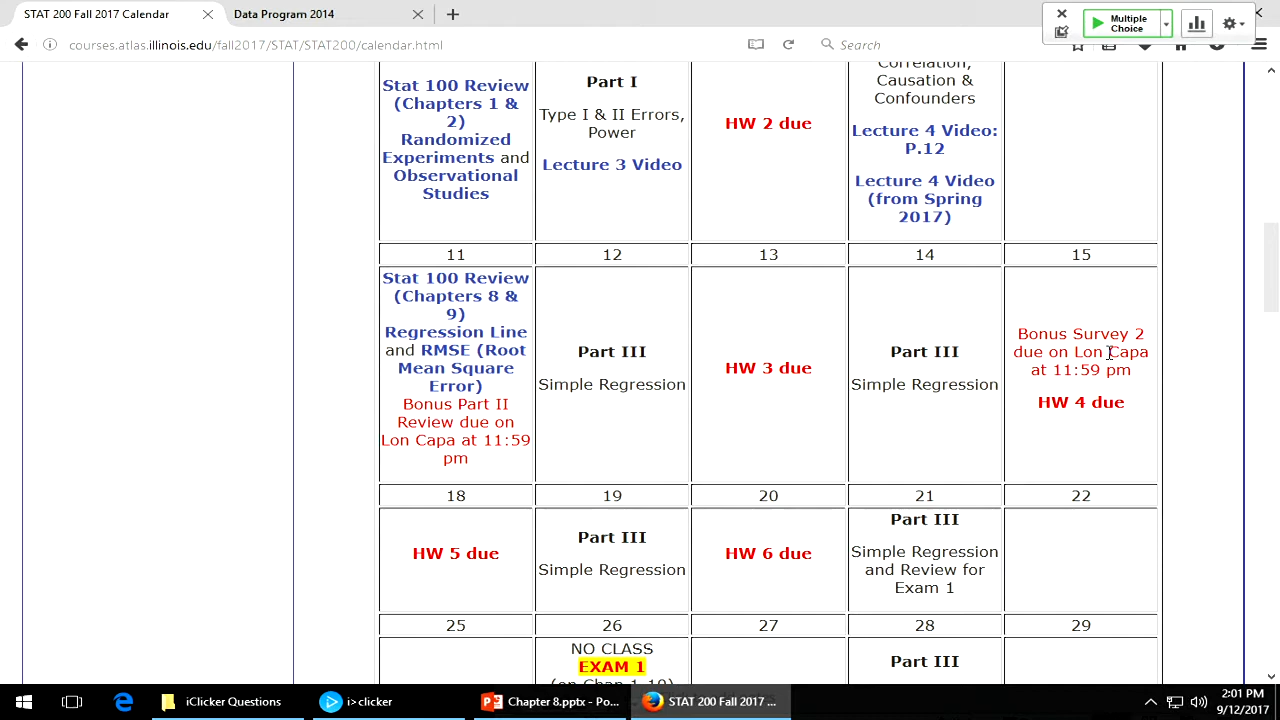 STAT 200 Fall 2017 Calendar
Data Program 2014
Multiple
Choice
courses.atlas.illinois.edu/fall2017/STAT/STAT200/calendar.html
Search
Stat 100 Review
(Chapters 1 &
2)
Randomized
Experiments and
Observational
Studies
Part I
Type I & II Errors,
Power
Lecture 3 Video
HW 2 due
Correlation,
Causation &
Confounders
Lecture 4 Video:
P.12
Lecture 4 Video
(from Spring
2017)
11
12
13
14
15
Stat 100 Review
(Chapters 8 &
9)
Regression Line
and RMSE (Root
Mean Square
Error)
Bonus Part II
Review due on
Lon Capa at 11:59
pm
Part III
Simple Regression
HW 3 due
Part III
Simple Regression
Bonus Survey 2
due on Lon Capa
at 11:59 pm
HW 4 due
18
19
20
21
22
HW 5 due
Part III
Simple Regression
HW 6 due
Part III
Simple Regression
and Review for
Exam 1
25
26
27
28
29
NO CLASS
EXAM 1
Part III
iClicker Questions
i>clicker
Chapter 8.pptx - Po...
STAT 200 Fall 2017 ...
2:01 PM
9/12/2017